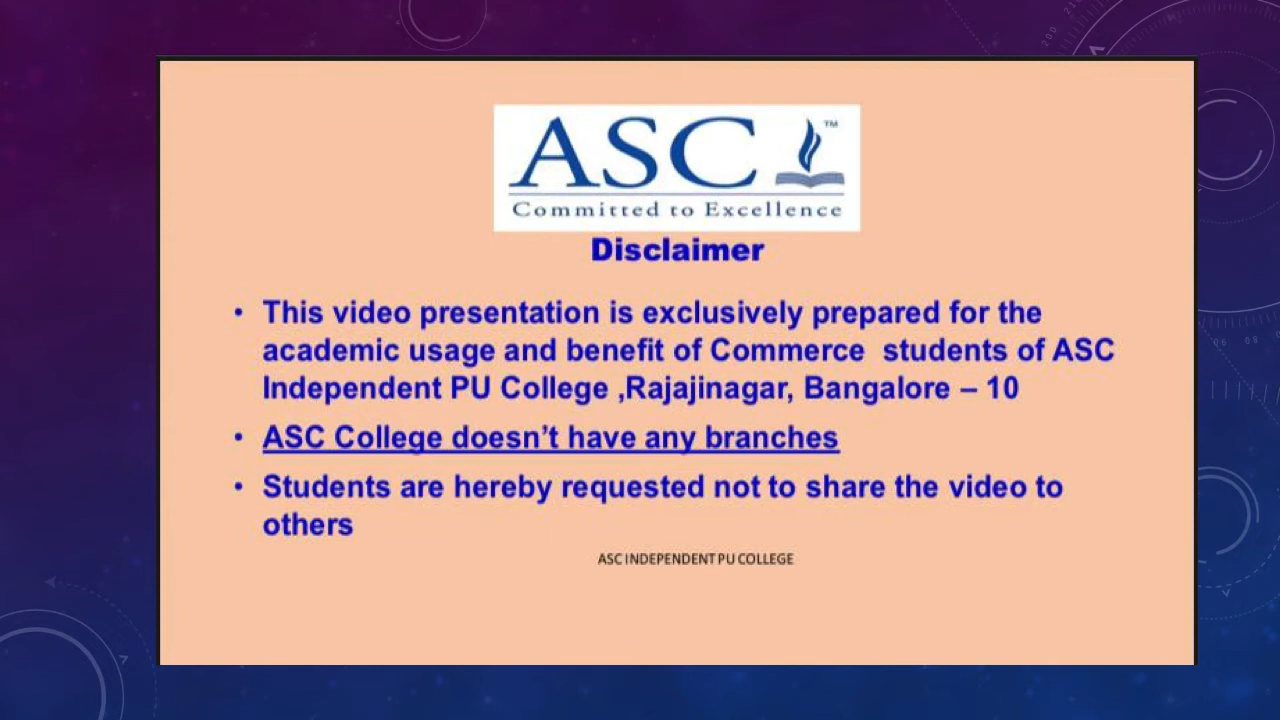 ASC ™
Committed to Excellence
Disclaimer
• This video presentation is exclusively prepared for the
academic usage and benefit of Commerce students of ASC
Independent PU College ,Rajajinagar, Bangalore – 10
• ASC College doesn't have any branches
• Students are hereby requested not to share the video to
others
ASC INDEPENDENT PU COLLEGE